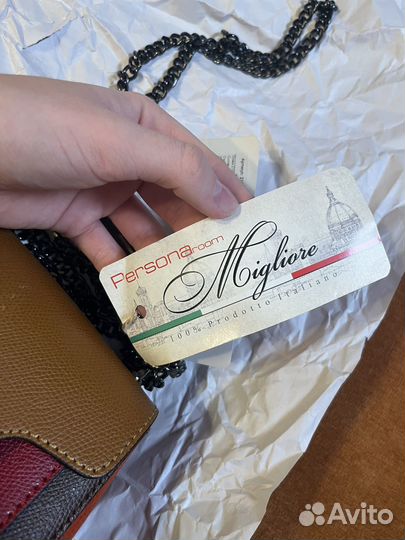 Persona room
Migliore
100% Prodotto Italiano
Avito